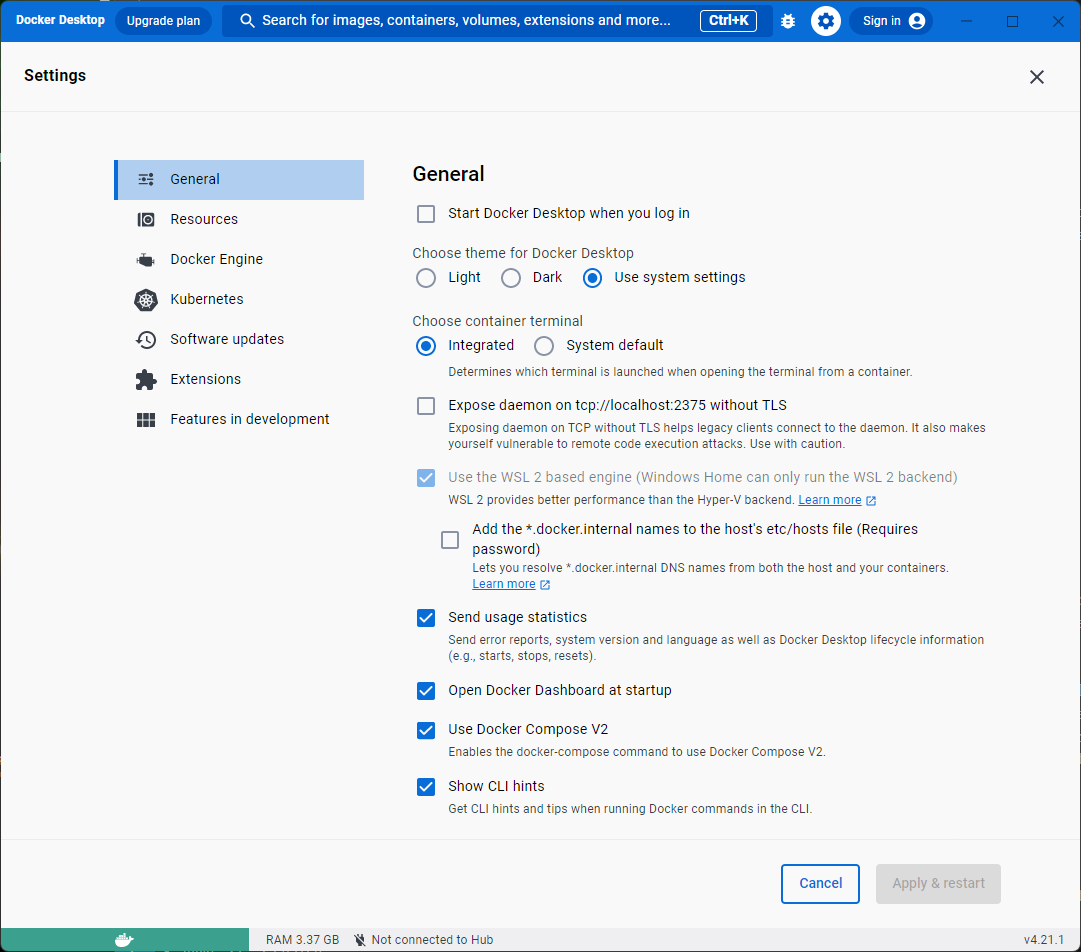 Docker Desktop Upgrade plan Search for images, containers, volumes, extensions and more... Ctrl+K Sign in
Settings
General
Resources
Docker Engine
Kubernetes
Software updates
Extensions
Features in development
General
Start Docker Desktop when you log in
Choose theme for Docker Desktop
Light Dark Use system settings
Choose container terminal
Integrated System default
Determines which terminal is launched when opening the terminal from a container.
Expose daemon on tcp://localhost:2375 without TLS
Exposing daemon on TCP without TLS helps legacy clients connect to the daemon. It also makes
yourself vulnerable to remote code execution attacks. Use with caution.
Use the WSL 2 based engine (Windows Home can only run the WSL 2 backend)
WSL 2 provides better performance than the Hyper-V backend. Learn more
Add the *.docker.internal names to the host's etc/hosts file (Requires
password)
Lets you resolve *.docker.internal DNS names from both the host and your containers.
Learn more
Send usage statistics
Send error reports, system version and language as well as Docker Desktop lifecycle information
(e.g., starts, stops, resets).
Open Docker Dashboard at startup
Use Docker Compose V2
Enables the docker-compose command to use Docker Compose V2.
Show CLI hints
Get CLI hints and tips when running Docker commands in the CLI.
Cancel Apply & restart
RAM 3.37 GB Not connected to Hub v4.21.1